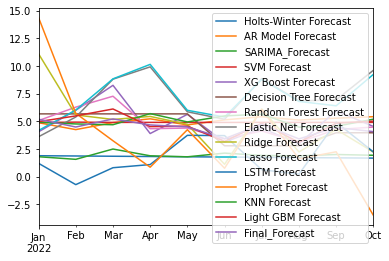 15.0
12.5
10.0
7.5
5.0
2.5
0.0
−2.5
Holts-Winter Forecast
AR Model Forecast
SARIMA_Forecast
SVM Forecast
XG Boost Forecast
Decision Tree Forecast
Random Forest Forecast
Elastic Net Forecast
Ridge Forecast
Lasso Forecast
LSTM Forecast
Prophet Forecast
KNN Forecast
Light GBM Forecast
Final_Forecast
Jan Feb Mar Apr May Jun Jul Aug Sep Oct
2022